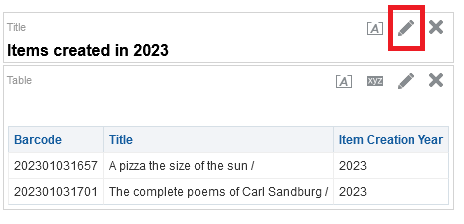 Title
[A]
Items created in 2023
Table
[A] xyz
Barcode Title Item Creation Year
202301031657 A pizza the size of the sun / 2023
202301031701 The complete poems of Carl Sandburg / 2023